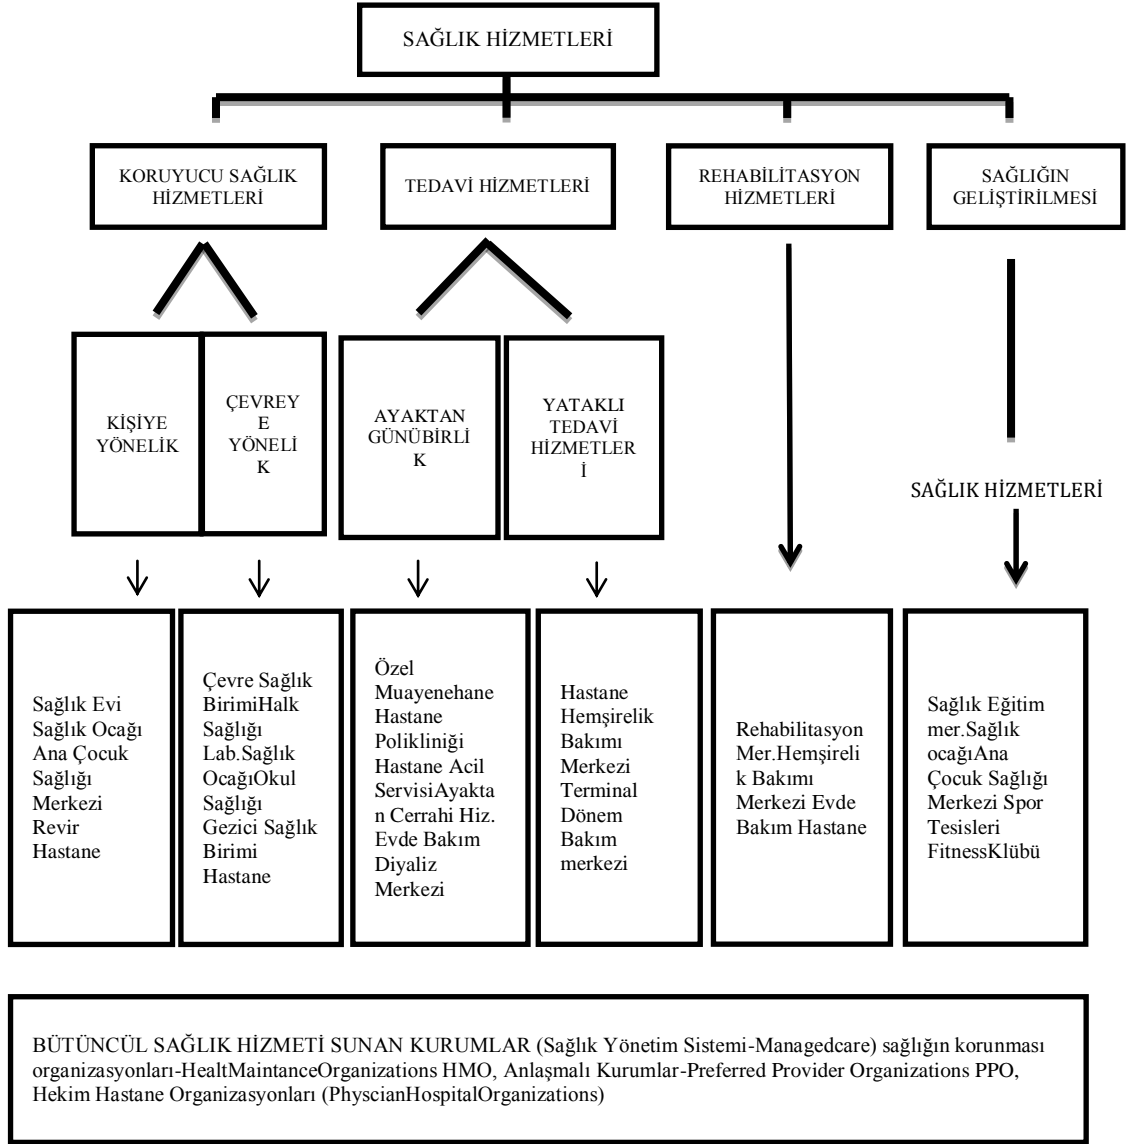 SAĞLIK HİZMETLERİ
KORUYUCU SAĞLIK
HİZMETLERİ
TEDAVİ HİZMETLERİ
REHABİLİTASYON
HİZMETLERİ
SAĞLIĞIN
GELİŞTİRİLMESİ
KİŞİYE
YÖNELİK
ÇEVREY
E
YÖNELİ
K
AYAKTAN
GÜNÜBİRLİ
K
YATAKLI
TEDAVİ
HİZMETLER
İ
SAĞLIK HİZMETLERİ
Sağlık Evi
Sağlık Ocağı
Ana Çocuk
Sağlığı
Merkezi
Revir
Hastane
Çevre Sağlık
BirimiHalk
Sağlığı
Lab.Sağlık
OcağıOkul
Sağlığı
Gezici Sağlık
Birimi
Hastane
Özel
Muayenehane
Hastane
Polikliniği
Hastane Acil
ServisiAyakta
n Cerrahi Hiz.
Evde Bakım
Diyaliz
Merkezi
Hastane
Hemşirelik
Bakımı
Merkezi
Terminal
Dönem
Bakım
merkezi
Rehabilitasyon
Mer.Hemşireli
k Bakımı
Merkezi Evde
Bakım Hastane
Sağlık Eğitim
mer.Sağlık
ocağıAna
Çocuk Sağlığı
Merkezi Spor
Tesisleri
FitnessKlübü
BÜTÜNCÜL SAĞLIK HİZMETİ SUNAN KURUMLAR (Sağlık Yönetim Sistemi-Managedcare) sağlığın korunması
organizasyonları-HealtMaintanceOrganizations HMO, Anlaşmalı Kurumlar-Preferred Provider Organizations PPO,
Hekim Hastane Organizasyonları (PhyscianHospitalOrganizations)